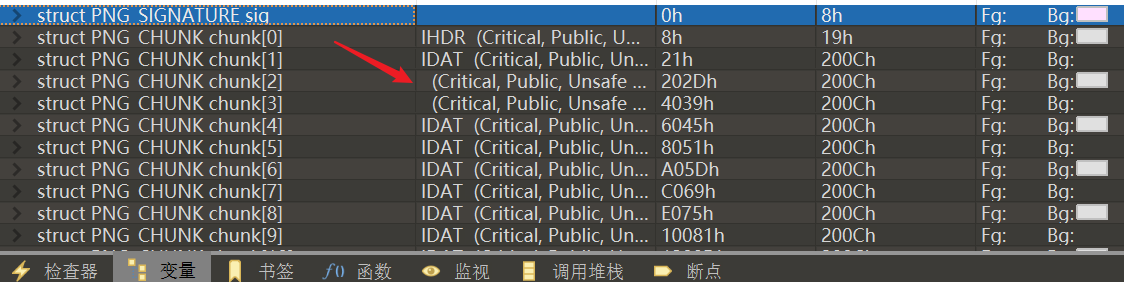 struct PNG_SIGNATURE sig 0h 8h Fg: Bg:
struct PNG_CHUNK chunk[0] IHDR (Critical, Public, U... 8h 19h Fg: Bg:
struct PNG_CHUNK chunk[1] IDAT (Critical, Public, Un... 21h 200Ch Fg: Bg:
struct PNG_CHUNK chunk[2] (Critical, Public, Unsafe ... 202Dh 200Ch Fg: Bg:
struct PNG_CHUNK chunk[3] (Critical, Public, Unsafe ... 4039h 200Ch Fg: Bg:
struct PNG_CHUNK chunk[4] IDAT (Critical, Public, Un... 6045h 200Ch Fg: Bg:
struct PNG_CHUNK chunk[5] IDAT (Critical, Public, Un... 8051h 200Ch Fg: Bg:
struct PNG_CHUNK chunk[6] IDAT (Critical, Public, Un... A05Dh 200Ch Fg: Bg:
struct PNG_CHUNK chunk[7] IDAT (Critical, Public, Un... C069h 200Ch Fg: Bg:
struct PNG_CHUNK chunk[8] IDAT (Critical, Public, Un... E075h 200Ch Fg: Bg:
struct PNG_CHUNK chunk[9] IDAT (Critical, Public, Un... 10081h 200Ch Fg: Bg:
检查器 变量 书签 f() 函数 监视 调用堆栈 断点